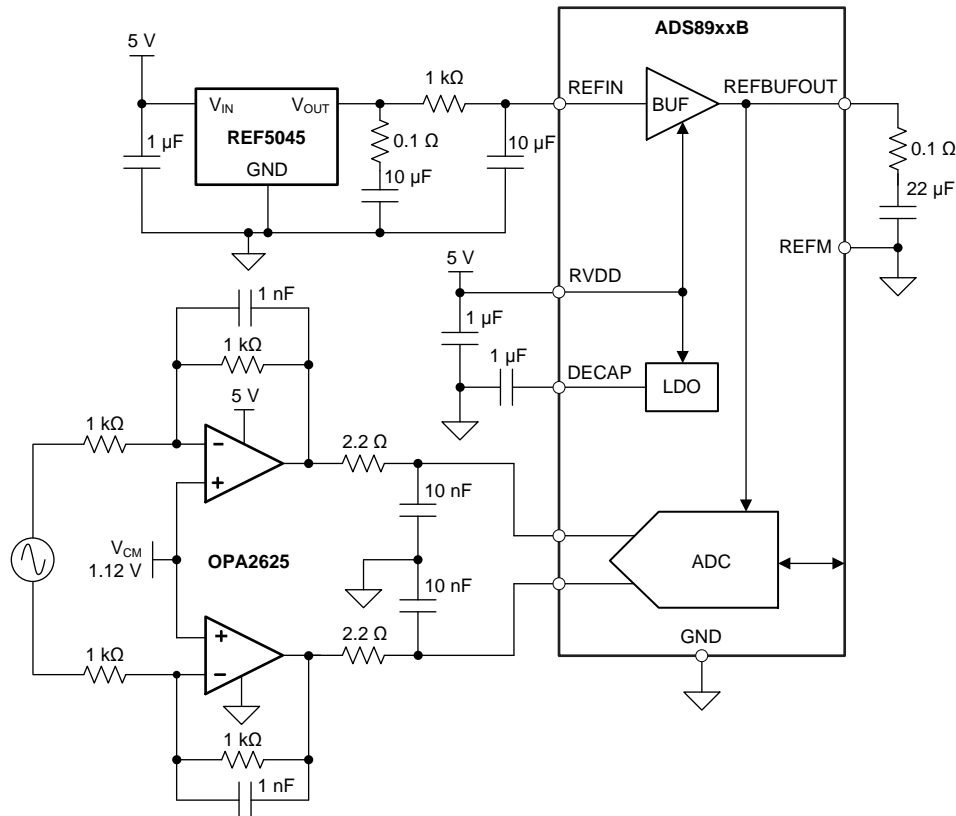 ADS89xxB
5 V
1 kΩ
REFIN
REFBUFOUT
VIN
VOUT
BUF
REF5045
1 µF
0.1 Ω
10 µF
0.1 Ω
GND
10 µF
22 µF
REFM
5 V
RVDD
1 nF
1 µF
1 kΩ
1 µF
DECAP
LDO
5 V
1 kΩ
2.2 Ω
–
+
10 nF
VCM
1.12 V
OPA2625
ADC
10 nF
+
–
2.2 Ω
GND
1 kΩ
1 kΩ
1 nF